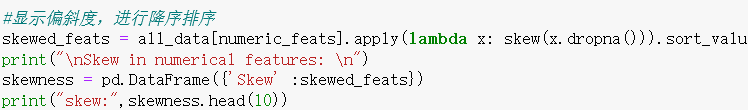 #显示偏斜度，进行降序排序
skewed_feats = all_data[numeric_feats].apply(lambda x: skew(x.dropna())).sort_valu
print("\nSkew in numerical features: \n")
skewness = pd.DataFrame({'Skew' :skewed_feats})
print("skew:",skewness.head(10))